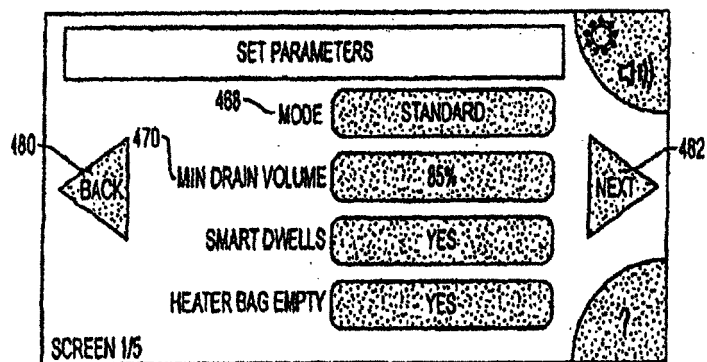 SET PARAMETERS
468 MODE STANDARD
480 BACK
470 MIN DRAIN VOLUME 85%
NEXT 482
SMART DWELLS YES
HEATER BAG EMPTY YES
?
SCREEN 1/5